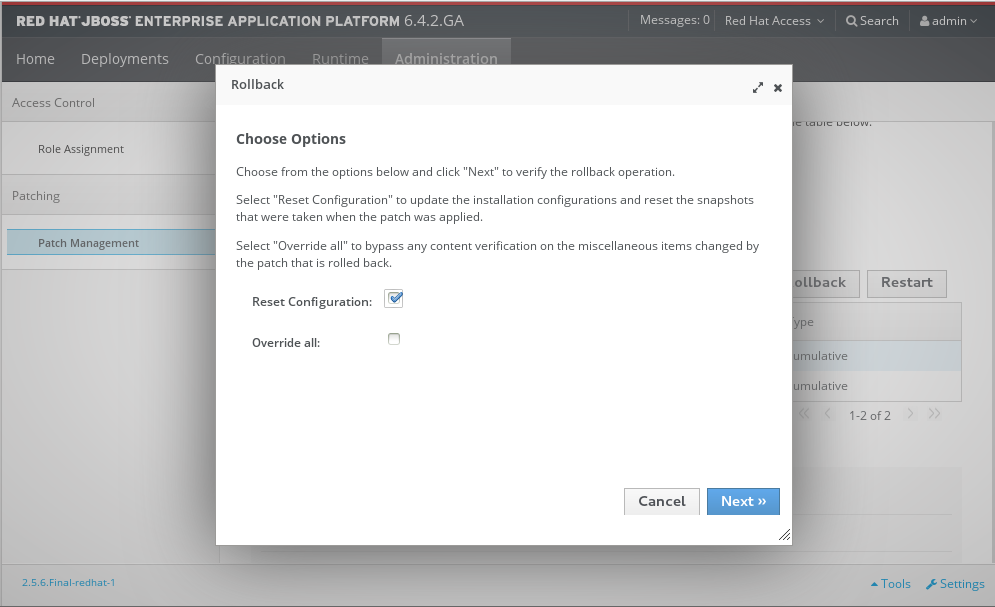 RED HAT JBOSS ENTERPRISE APPLICATION PLATFORM 6.4.2.GA
Messages: 0
Red Hat Access
Search
admin
Home
Deployments
Configuration
Runtime
Administration
Access Control
Role Assignment
Patching
Patch Management
table below.
Rollback
Choose Options
Choose from the options below and click "Next" to verify the rollback operation.
Select "Reset Configuration" to update the installation configurations and reset the snapshots
that were taken when the patch was applied.
Select "Override all" to bypass any content verification on the miscellaneous items changed by
the patch that is rolled back.
Reset Configuration:
Override all:
Cancel
Next »
ollback
Restart
ype
umulative
umulative
1-2 of 2
2.5.6.Final-redhat-1
Tools
Settings